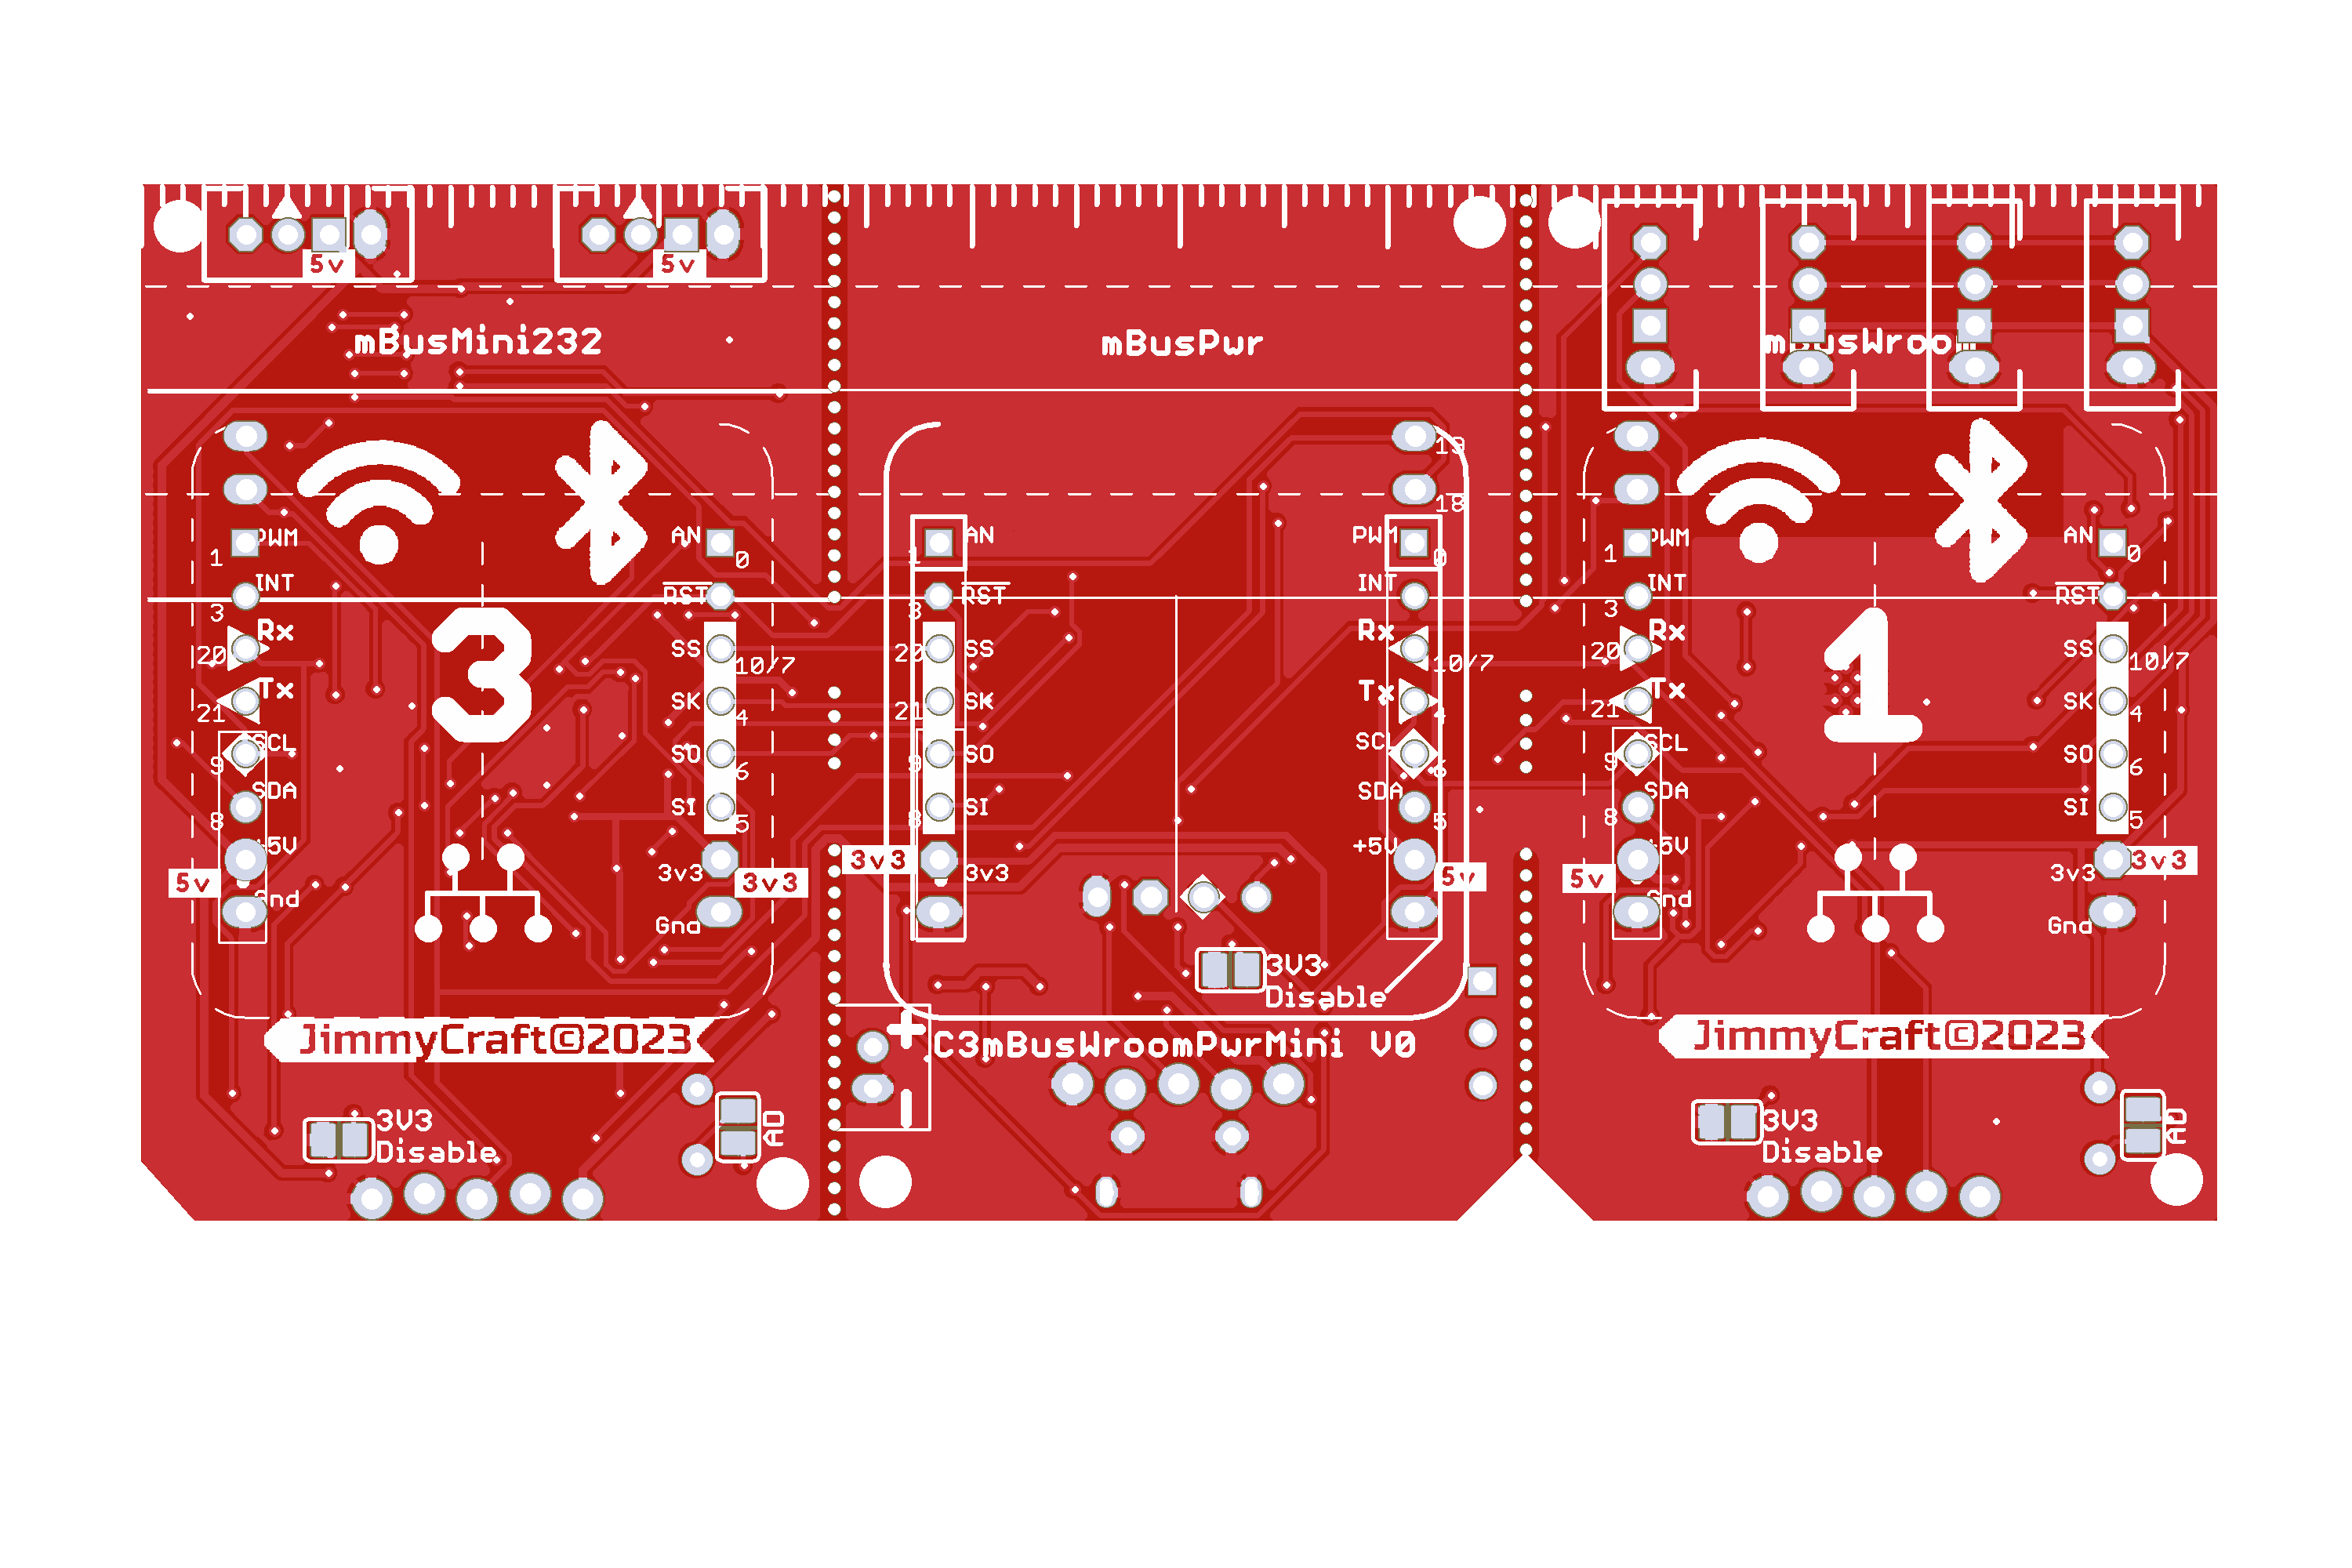 5v
5v
mBusMini232
mBusPwr
mBusWroom
PWM
1
INT
3
Rx
20
Tx
21
SCL
9
SDA
8
+5V
5v
Gnd
3
AN
0
RST
SS
10/7
SK
4
SO
6
SI
5
3v3
3v3
Gnd
JimmyCraft©2023
3V3
Disable
AD
19
18
AN
1
RST
3
SS
20
SK
21
SO
9
SI
8
3v3
3v3
PWM
0
INT
Rx
10/7
Tx
4
SCL
6
SDA
5
+5V
5v
3V3
Disable
+
C3mBusWroomPwrMini V0
-
PWM
1
INT
3
Rx
20
Tx
21
SCL
9
SDA
8
+5V
5v
Gnd
1
AN
0
RST
SS
10/7
SK
4
SO
6
SI
5
3v3
3v3
Gnd
JimmyCraft©2023
3V3
Disable
AD